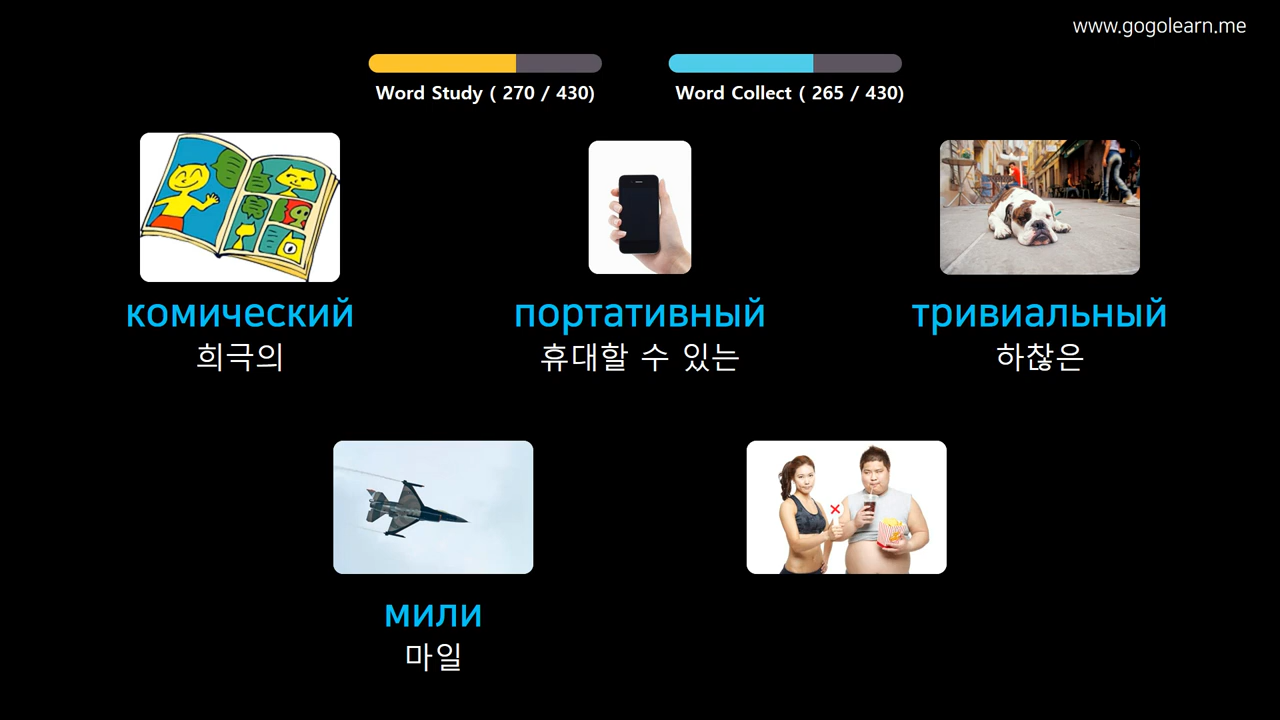 www.gogolearn.me
Word Study ( 270 / 430)
Word Collect ( 265 / 430)
комический
희극의
портативный
휴대할 수 있는
тривиальный
하찮은
мили
마일